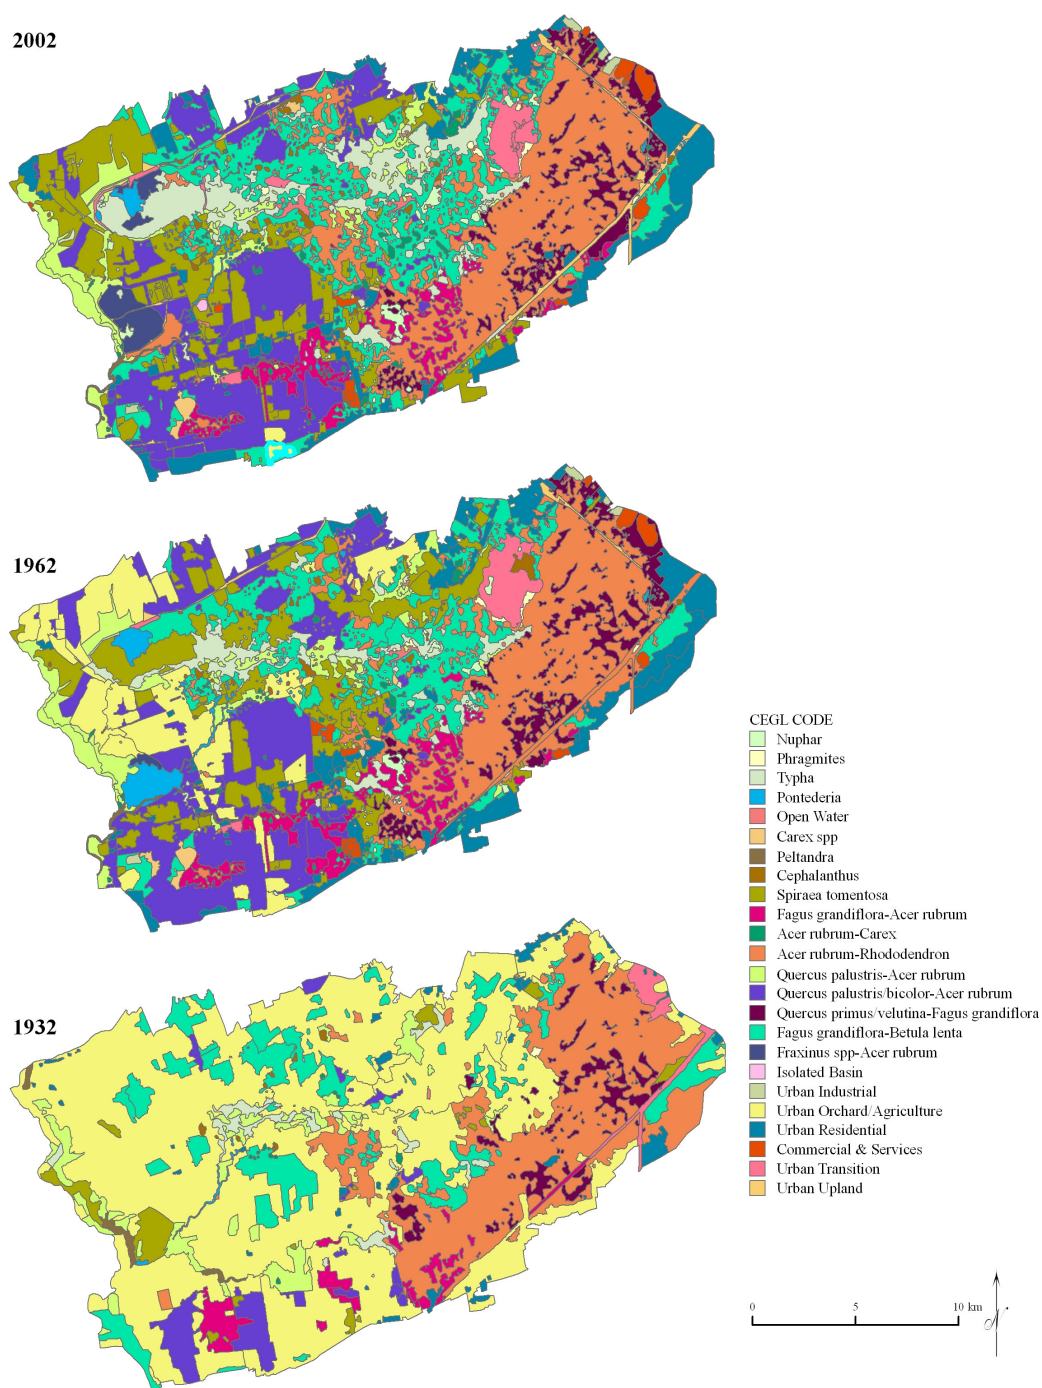 2002
1962
1932
CEGL CODE
Nuphar
Phragmites
Typha
Pontederia
Open Water
Carex spp
Peltandra
Cephalanthus
Spiraea tomentosa
Fagus grandiflora-Acer rubrum
Acer rubrum-Carex
Acer rubrum-Rhododendron
Quercus palustris-Acer rubrum
Quercus palustris/bicolor-Acer rubrum
Quercus primus/velutina-Fagus grandiflora
Fagus grandiflora-Betula lenta
Fraxinus spp-Acer rubrum
Isolated Basin
Urban Industrial
Urban Orchard/Agriculture
Urban Residential
Commercial & Services
Urban Transition
Urban Upland
0 5 10 km
N